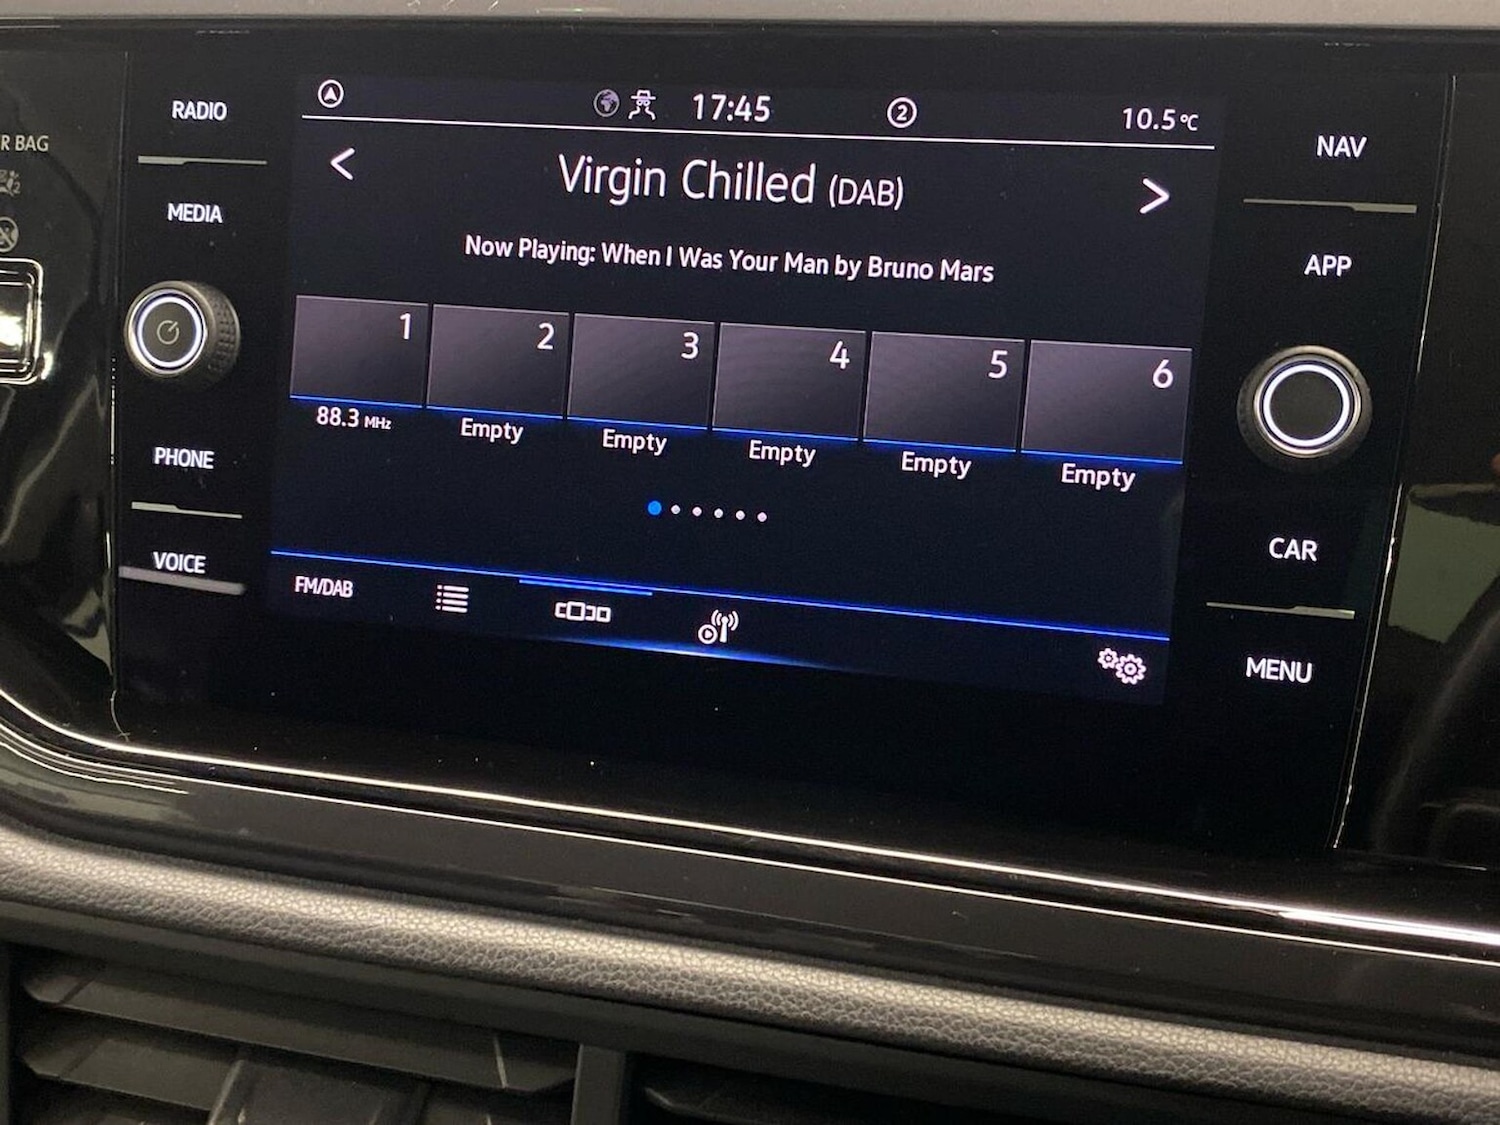 17:45
2
10.5°C
RADIO
MEDIA
PHONE
VOICE
R BAG
Virgin Chilled (DAB)
Now Playing: When I Was Your Man by Bruno Mars
1 2 3 4 5 6
88.3 MHz Empty Empty Empty Empty Empty
FM/DAB
NAV
APP
CAR
MENU